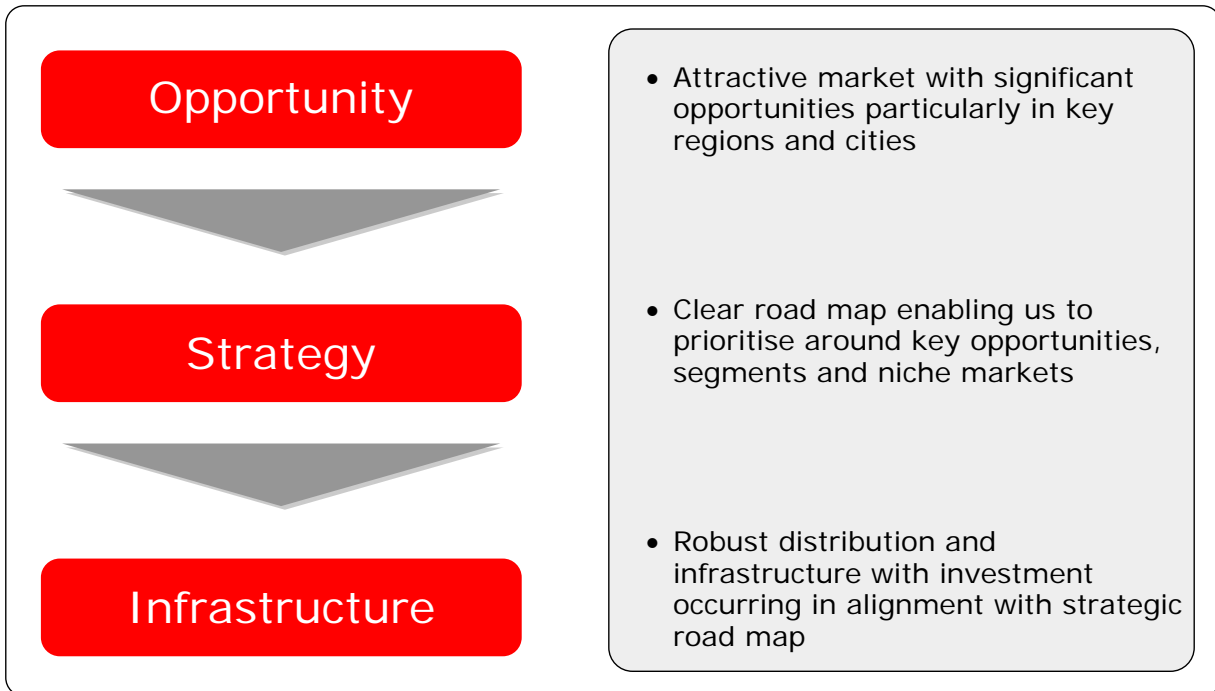 Opportunity
• Attractive market with significant
opportunities particularly in key
regions and cities
Strategy
• Clear road map enabling us to
prioritise around key opportunities,
segments and niche markets
Infrastructure
• Robust distribution and
infrastructure with investment
occurring in alignment with strategic
road map